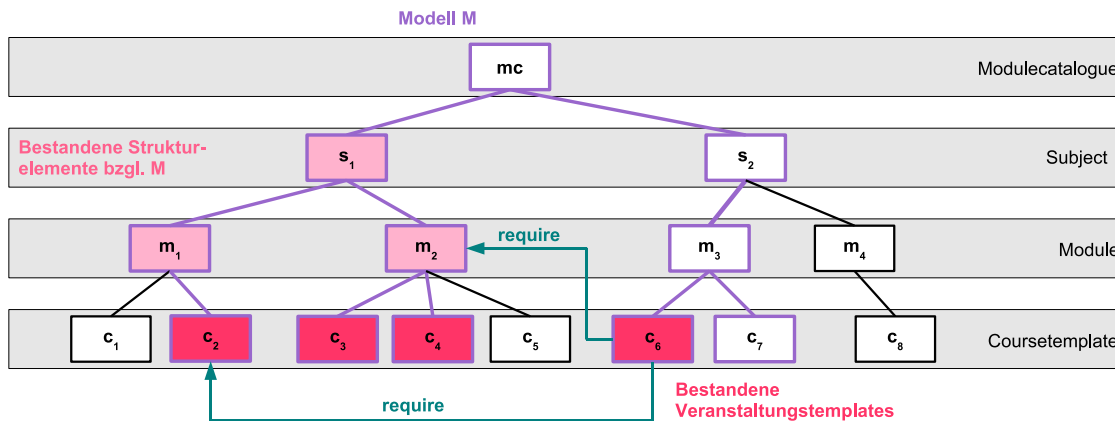 Modell M
mc
Modulecatalogue
Bestandene Struktur-
elemente bzgl. M
s1
s2
Subject
m1
m2
require
m3
m4
Module
c1
c2
c3
c4
c5
c6
c7
c8
Coursetemplate
require
Bestandene
Veranstaltungstemplates